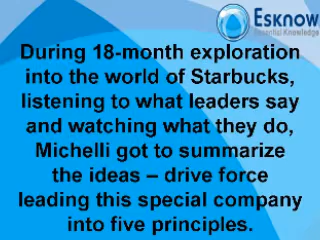 Esknow
Essential Knowledge
During 18-month exploration
into the world of Starbucks,
listening to what leaders say
and watching what they do,
Michelli got to summarize
the ideas – drive force
leading this special company
into five principles.